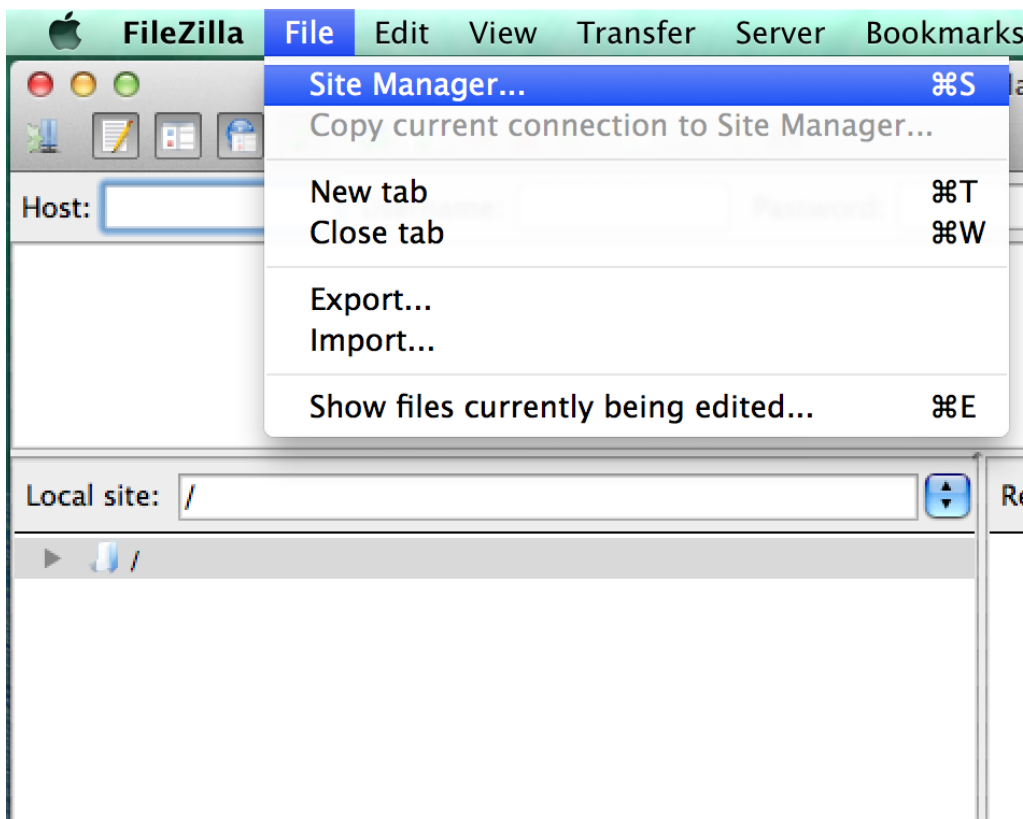 FileZilla File Edit View Transfer Server Bookmarks
Site Manager... ⌘S
Copy current connection to Site Manager...
New tab ⌘T
Close tab ⌘W
Export...
Import...
Show files currently being edited... ⌘E
Host:
Local site: /
/